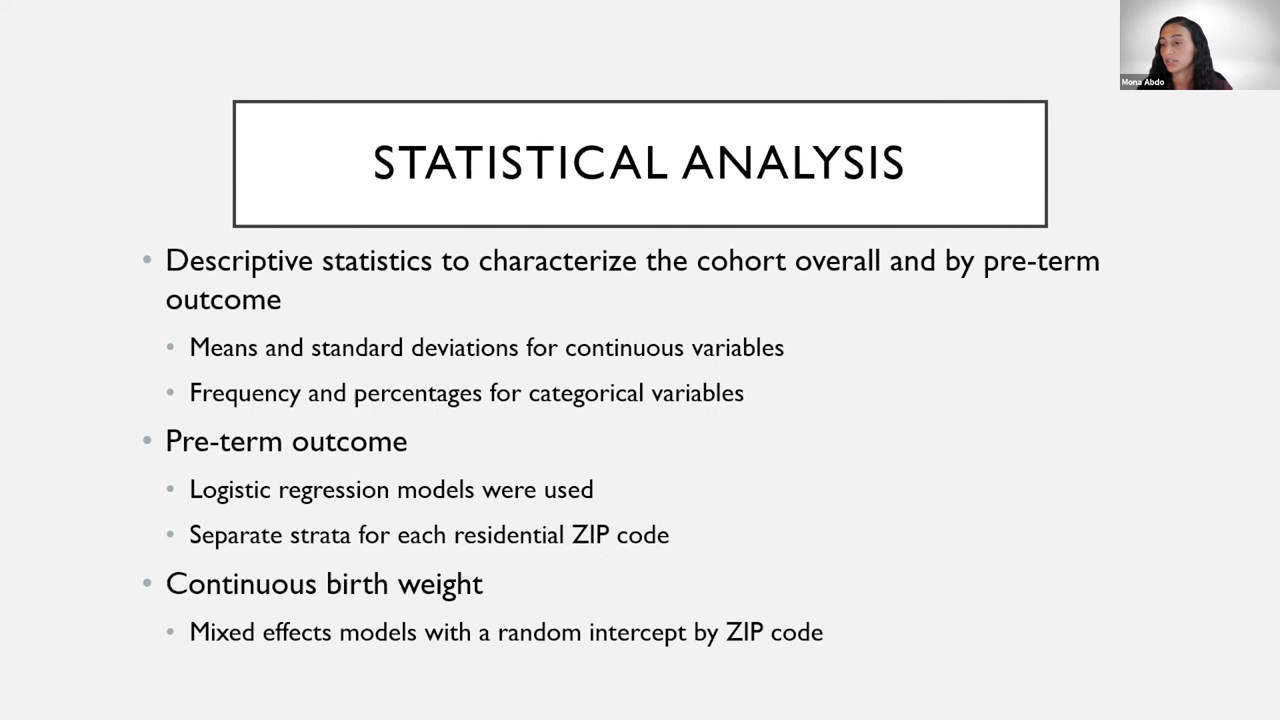 Mona Abdo
STATISTICAL ANALYSIS
• Descriptive statistics to characterize the cohort overall and by pre-term
outcome
• Means and standard deviations for continuous variables
• Frequency and percentages for categorical variables
• Pre-term outcome
• Logistic regression models were used
• Separate strata for each residential ZIP code
• Continuous birth weight
• Mixed effects models with a random intercept by ZIP code